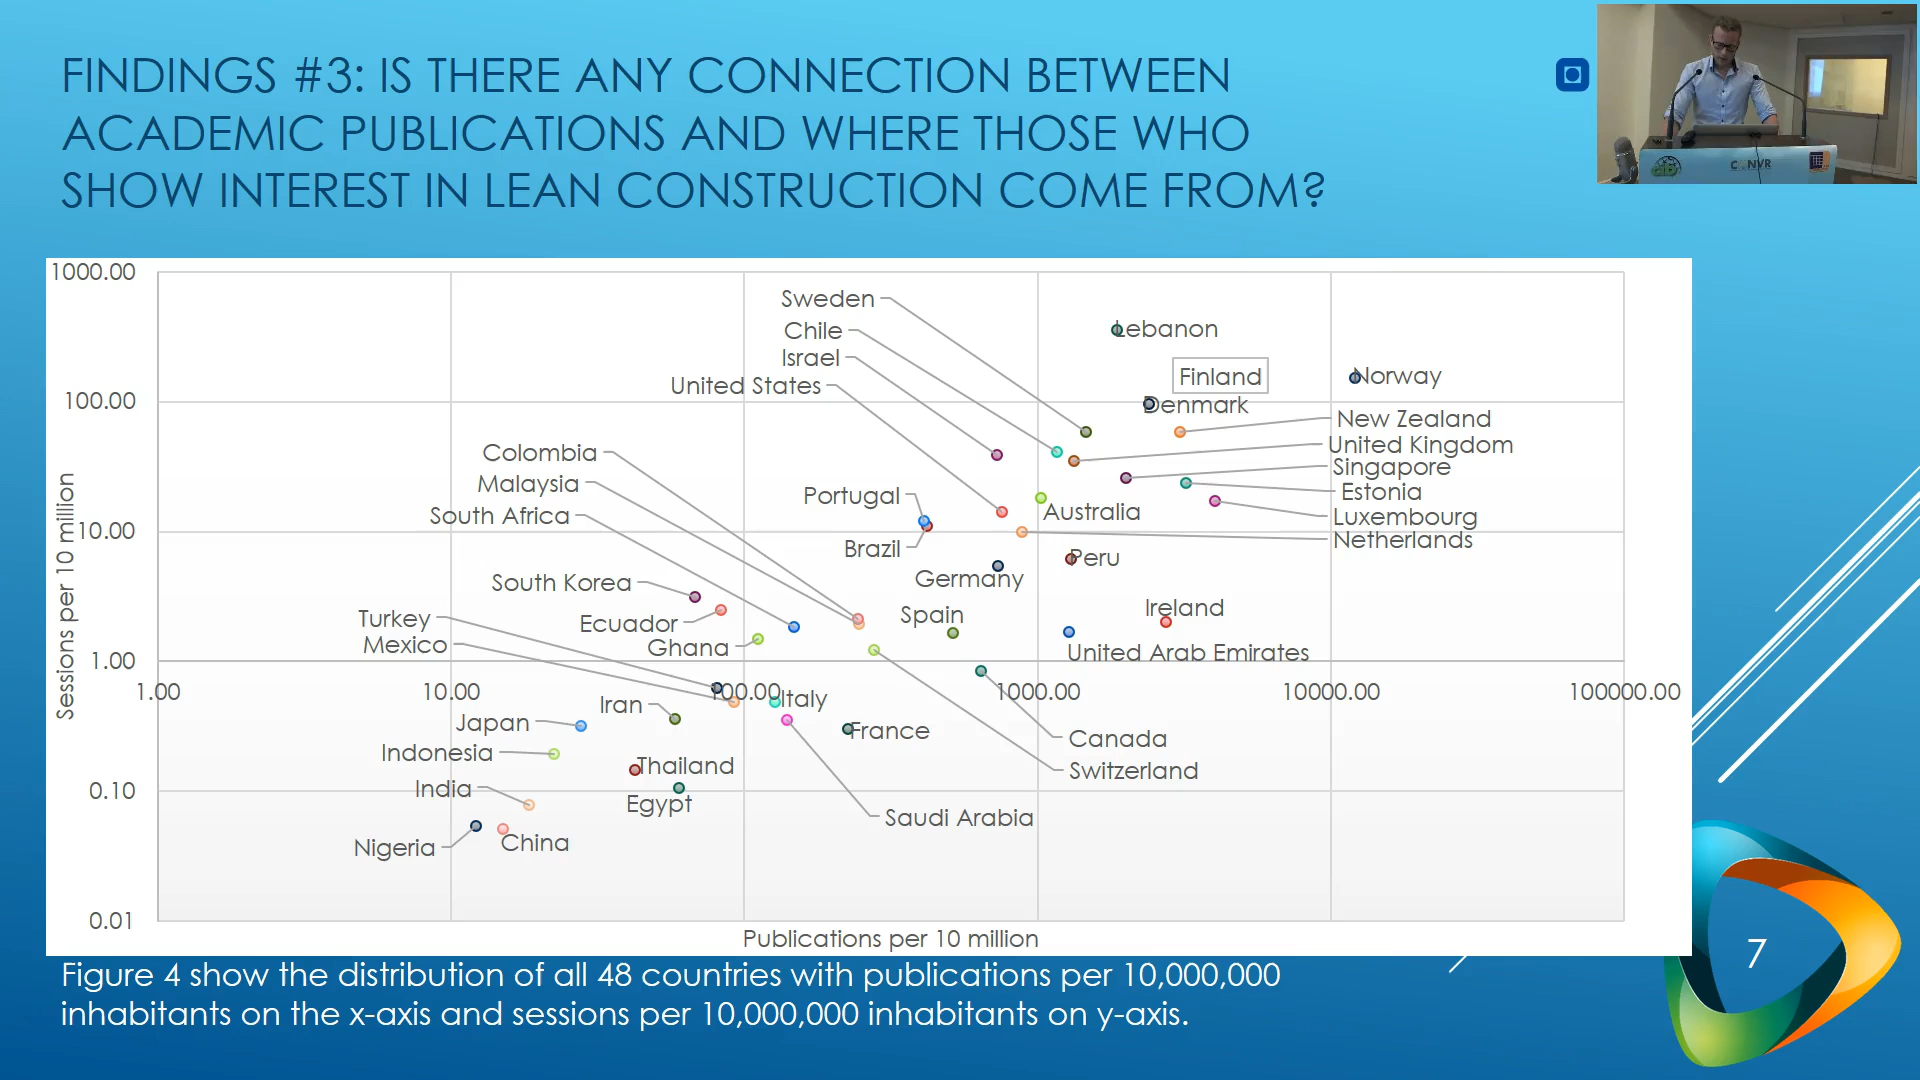 FINDINGS #3: IS THERE ANY CONNECTION BETWEEN
ACADEMIC PUBLICATIONS AND WHERE THOSE WHO
SHOW INTEREST IN LEAN CONSTRUCTION COME FROM?
CONVR
1000.00
100.00
10.00
1.00
0.10
0.01
Sessions per 10 million
Sweden
Chile
Israel
United States
Lebanon
Finland
Norway
Denmark
New Zealand
United Kingdom
Singapore
Estonia
Luxembourg
Netherlands
Colombia
Malaysia
South Africa
Portugal
Brazil
Australia
Peru
Germany
South Korea
Ecuador
Ghana
Spain
Ireland
United Arab Emirates
Turkey
Mexico
1.00
10.00
100.00
1000.00
10000.00
100000.00
Italy
Iran
Japan
France
Canada
Indonesia
Thailand
Switzerland
India
Egypt
Saudi Arabia
Nigeria
China
Publications per 10 million
Figure 4 show the distribution of all 48 countries with publications per 10,000,000
inhabitants on the x-axis and sessions per 10,000,000 inhabitants on y-axis.
7